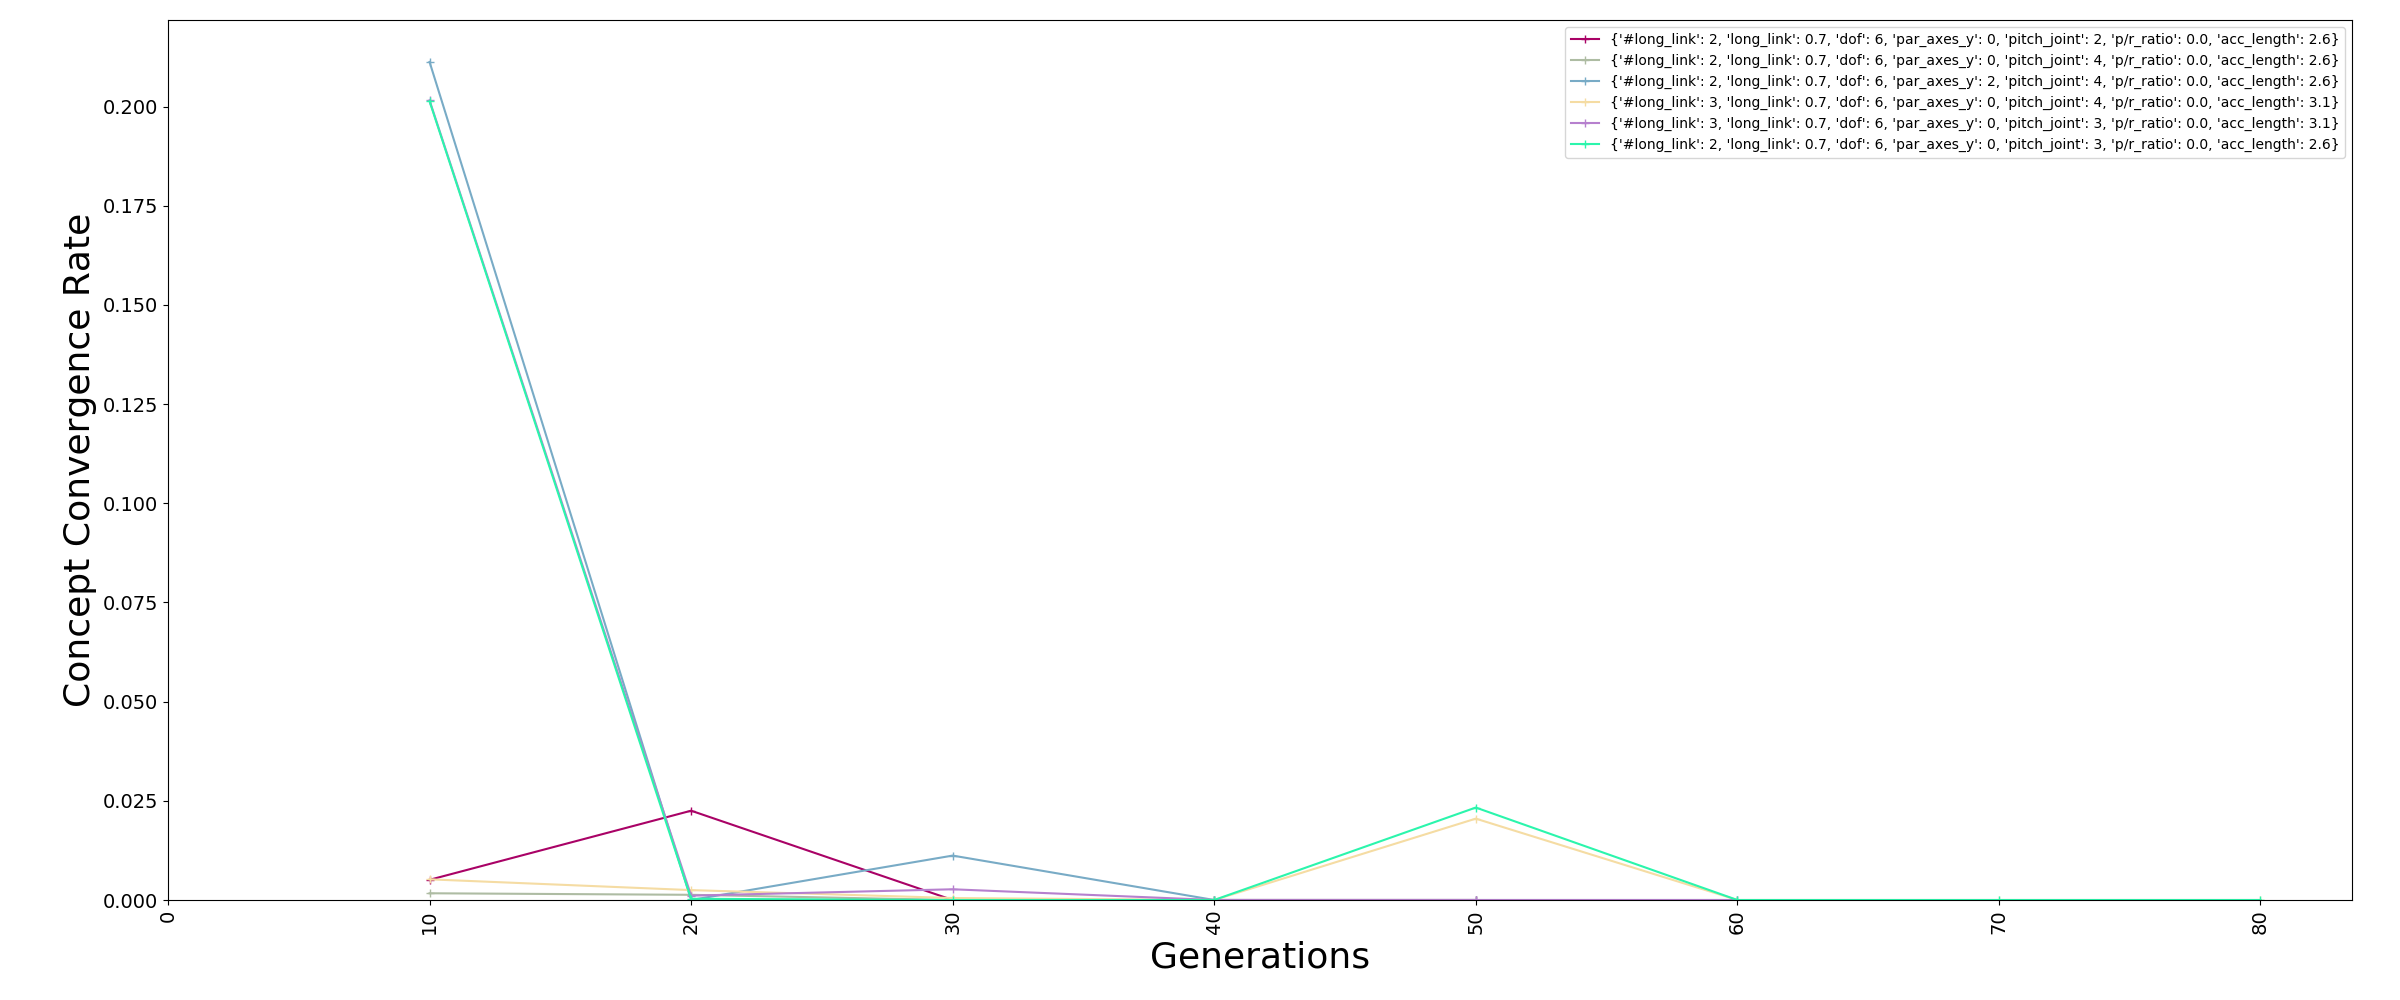 {'#long_link': 2, 'long_link': 0.7, 'dof': 6, 'par_axes_y': 0, 'pitch_joint': 2, 'p/r_ratio': 0.0, 'acc_length': 2.6}
{'#long_link': 2, 'long_link': 0.7, 'dof': 6, 'par_axes_y': 0, 'pitch_joint': 4, 'p/r_ratio': 0.0, 'acc_length': 2.6}
{'#long_link': 2, 'long_link': 0.7, 'dof': 6, 'par_axes_y': 2, 'pitch_joint': 4, 'p/r_ratio': 0.0, 'acc_length': 2.6}
{'#long_link': 3, 'long_link': 0.7, 'dof': 6, 'par_axes_y': 0, 'pitch_joint': 4, 'p/r_ratio': 0.0, 'acc_length': 3.1}
{'#long_link': 3, 'long_link': 0.7, 'dof': 6, 'par_axes_y': 0, 'pitch_joint': 3, 'p/r_ratio': 0.0, 'acc_length': 3.1}
{'#long_link': 2, 'long_link': 0.7, 'dof': 6, 'par_axes_y': 0, 'pitch_joint': 3, 'p/r_ratio': 0.0, 'acc_length': 2.6}
Concept Convergence Rate
0.200
0.175
0.150
0.125
0.100
0.075
0.050
0.025
0.000
0
10
20
30
40
50
60
70
80
Generations